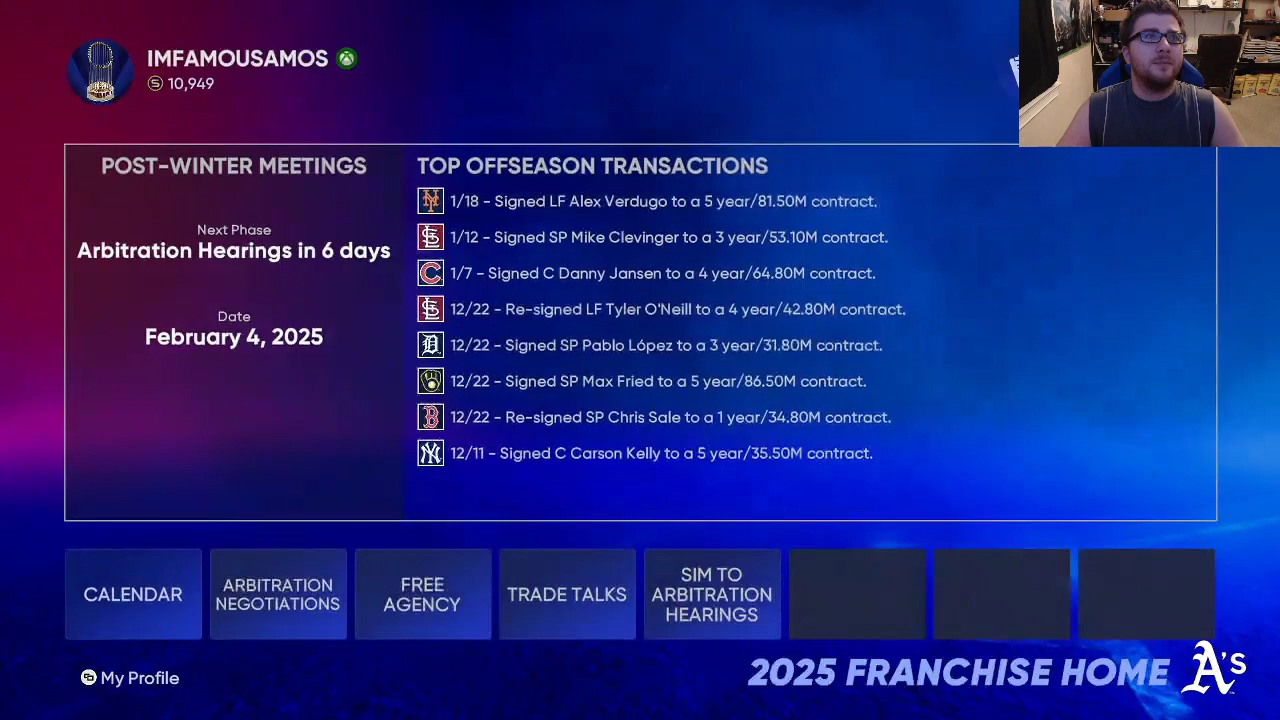 IMFAMOUSAMOS
S 10,949
POST-WINTER MEETINGS
Next Phase
Arbitration Hearings in 6 days
Date
February 4, 2025
TOP OFFSEASON TRANSACTIONS
1/18 - Signed LF Alex Verdugo to a 5 year/81.50M contract.
1/12 - Signed SP Mike Clevinger to a 3 year/53.10M contract.
1/7 - Signed C Danny Jansen to a 4 year/64.80M contract.
12/22 - Re-signed LF Tyler O'Neill to a 4 year/42.80M contract.
12/22 - Signed SP Pablo López to a 3 year/31.80M contract.
12/22 - Signed SP Max Fried to a 5 year/86.50M contract.
12/22 - Re-signed SP Chris Sale to a 1 year/34.80M contract.
12/11 - Signed C Carson Kelly to a 5 year/35.50M contract.
CALENDAR
ARBITRATION
NEGOTIATIONS
FREE
AGENCY
TRADE TALKS
SIM TO
ARBITRATION
HEARINGS
My Profile
2025 FRANCHISE HOME A's